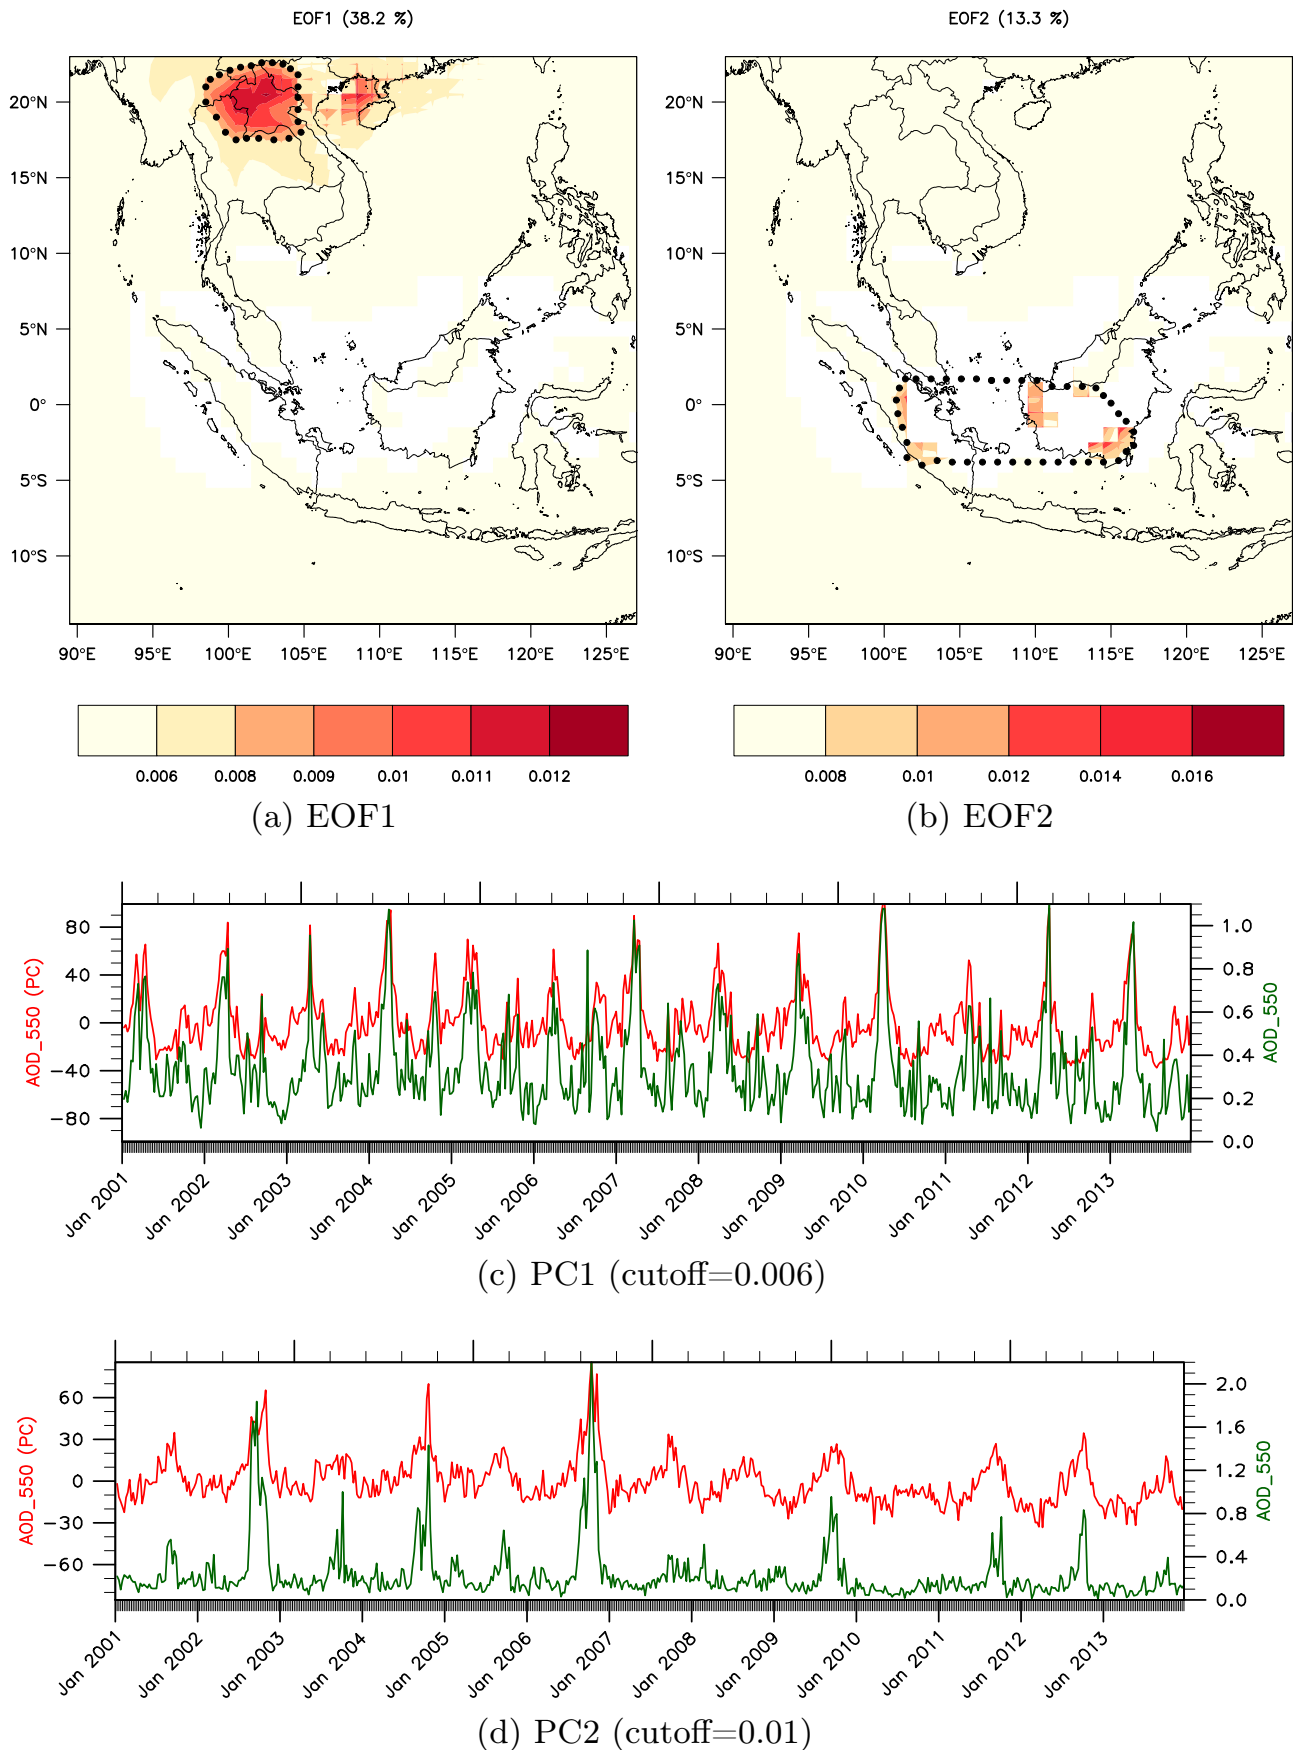 EOF1 (38.2 %)
EOF2 (13.3 %)
20°N
15°N
10°N
5°N
0°
5°S
10°S
90°E 95°E 100°E 105°E 110°E 115°E 120°E 125°E
20°N
15°N
10°N
5°N
0°
5°S
10°S
90°E 95°E 100°E 105°E 110°E 115°E 120°E 125°E
0.006 0.008 0.009 0.01 0.011 0.012
0.008 0.01 0.012 0.014 0.016
(a) EOF1
(b) EOF2
AOD_550 (PC)
80
40
0
−40
−80
1.0
0.8
0.6
0.4
0.2
0.0
AOD_550
Jan 2001 Jan 2002 Jan 2003 Jan 2004 Jan 2005 Jan 2006 Jan 2007 Jan 2008 Jan 2009 Jan 2010 Jan 2011 Jan 2012 Jan 2013
(c) PC1 (cutoff=0.006)
AOD_550 (PC)
60
30
0
−30
−60
2.0
1.6
1.2
0.8
0.4
0.0
AOD_550
Jan 2001 Jan 2002 Jan 2003 Jan 2004 Jan 2005 Jan 2006 Jan 2007 Jan 2008 Jan 2009 Jan 2010 Jan 2011 Jan 2012 Jan 2013
(d) PC2 (cutoff=0.01)